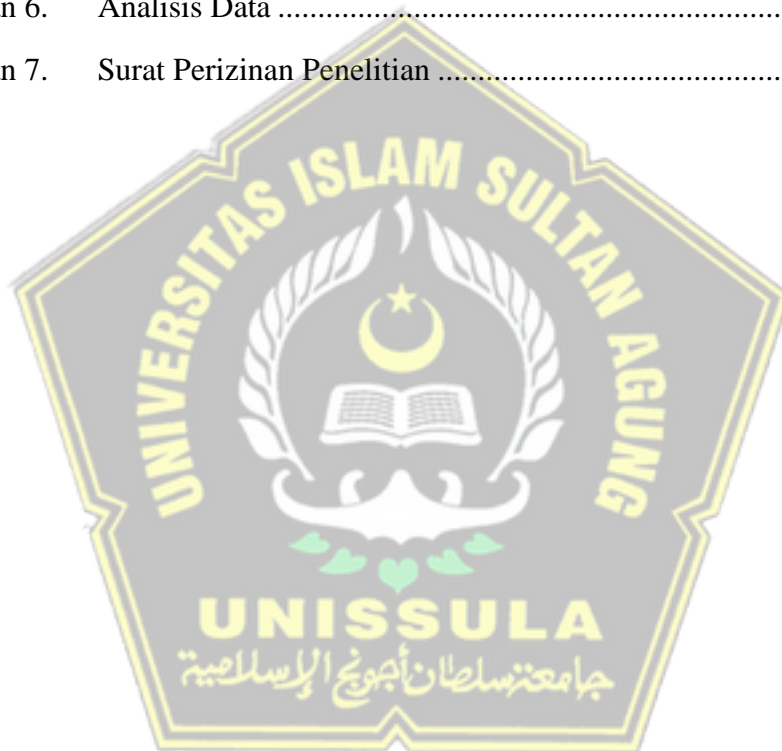 n 6. Analisis Data ..........................................................................
n 7. Surat Perizinan Penelitian ..................................................
UNIVERSITAS ISLAM SULTAN AGUNG
UNISSULA
جامعة سلطان أجونج الإسلامية